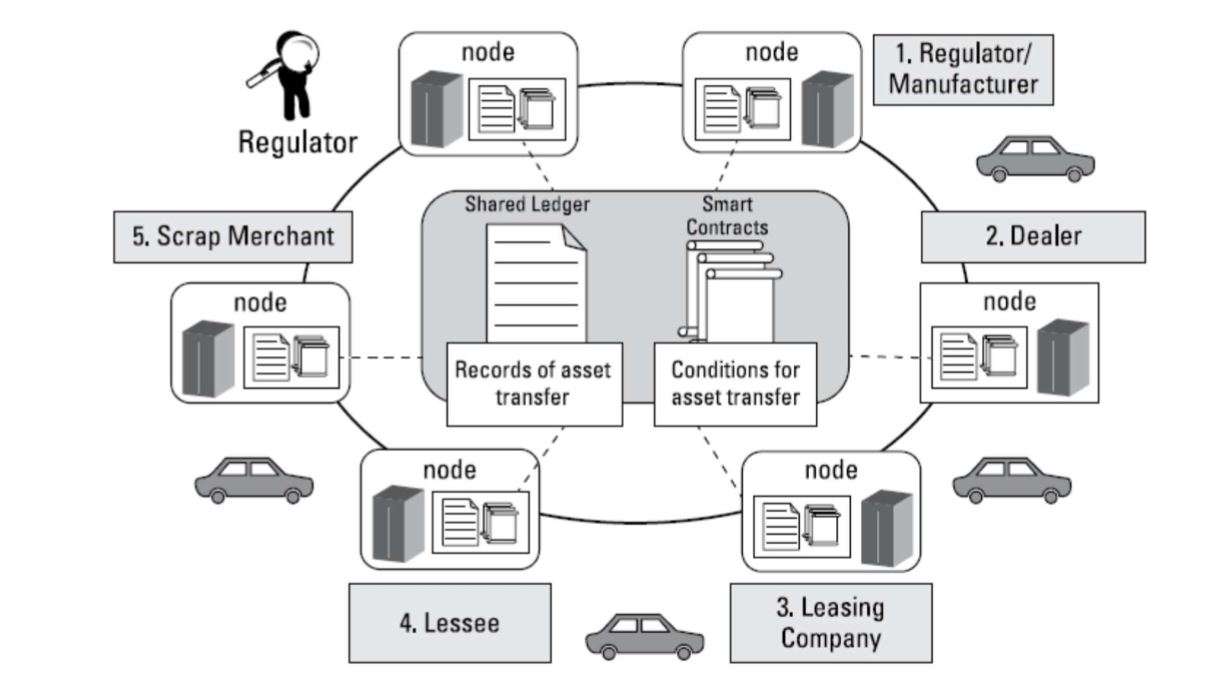 node
node
1. Regulator/
Manufacturer
Regulator
Shared Ledger
Smart
Contracts
5. Scrap Merchant
2. Dealer
node
node
Records of asset
transfer
Conditions for
asset transfer
node
node
4. Lessee
3. Leasing
Company